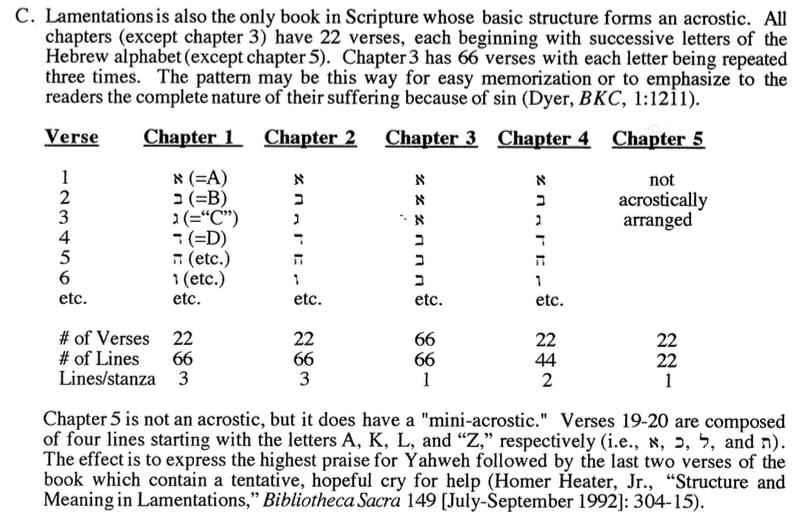 C. Lamentations is also the only book in Scripture whose basic structure forms an acrostic. All
chapters (except chapter 3) have 22 verses, each beginning with successive letters of the
Hebrew alphabet (except chapter 5). Chapter 3 has 66 verses with each letter being repeated
three times. The pattern may be this way for easy memorization or to emphasize to the
readers the complete nature of their suffering because of sin (Dyer, BKC, 1:1211).
Verse Chapter 1 Chapter 2 Chapter 3 Chapter 4 Chapter 5
1 א (=A) א א א not
2 ב (=B) ב א ב acrostically
3 ג (=“C”) ג א ג arranged
4 ד (=D) ד ב ד
5 ה (etc.) ה ב ה
6 ו (etc.) ו ב ו
etc. etc. etc. etc. etc.
# of Verses 22 22 66 22 22
# of Lines 66 66 66 44 22
Lines/stanza 3 3 1 2 1
Chapter 5 is not an acrostic, but it does have a "mini-acrostic." Verses 19-20 are composed
of four lines starting with the letters A, K, L, and “Z,” respectively (i.e., א, כ, ל, and ת).
The effect is to express the highest praise for Yahweh followed by the last two verses of the
book which contain a tentative, hopeful cry for help (Homer Heater, Jr., “Structure and
Meaning in Lamentations,” Bibliotheca Sacra 149 [July-September 1992]: 304-15).